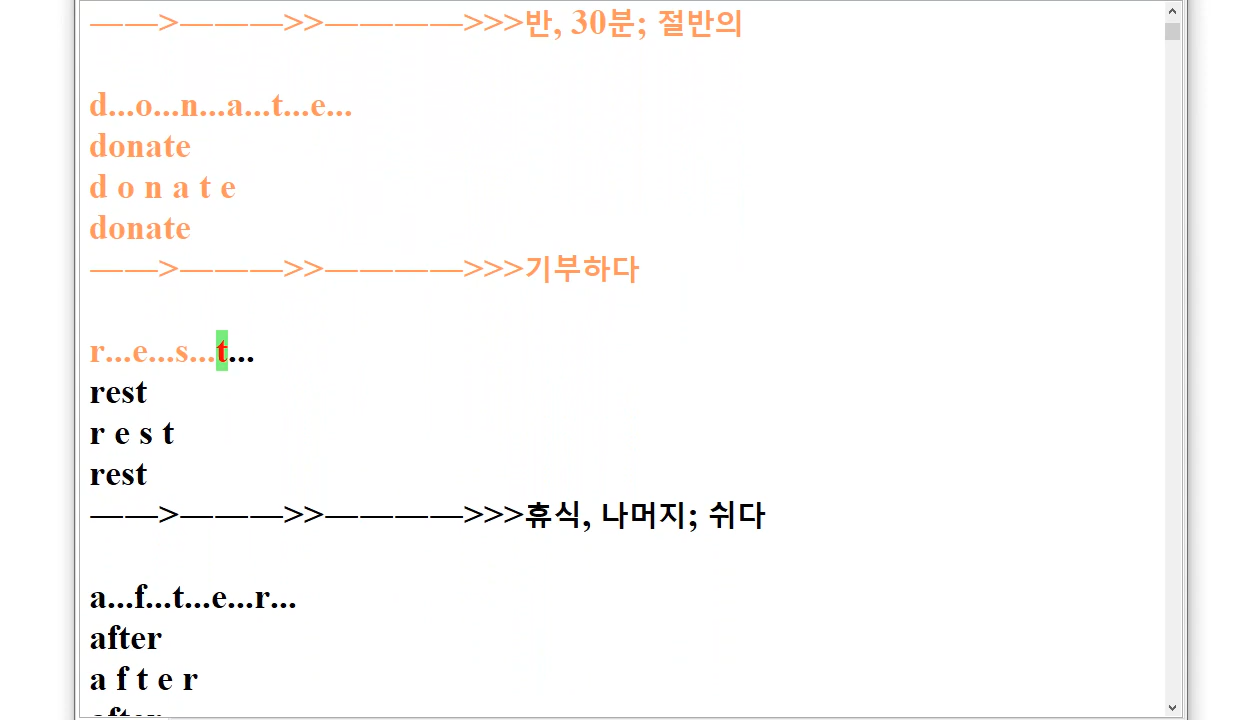 ——>———>>————>>>반, 30분; 절반의
d...o...n...a...t...e...
donate
d o n a t e
donate
——>———>>————>>>기부하다
r...e...s...t...
rest
r e s t
rest
——>———>>————>>>휴식, 나머지; 쉬다
a...f...t...e...r...
after
a f t e r
after